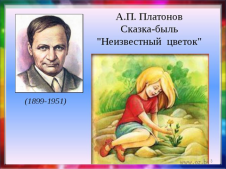 А.П. Платонов
Сказка-быль
"Неизвестный цветок"
(1899-1951)